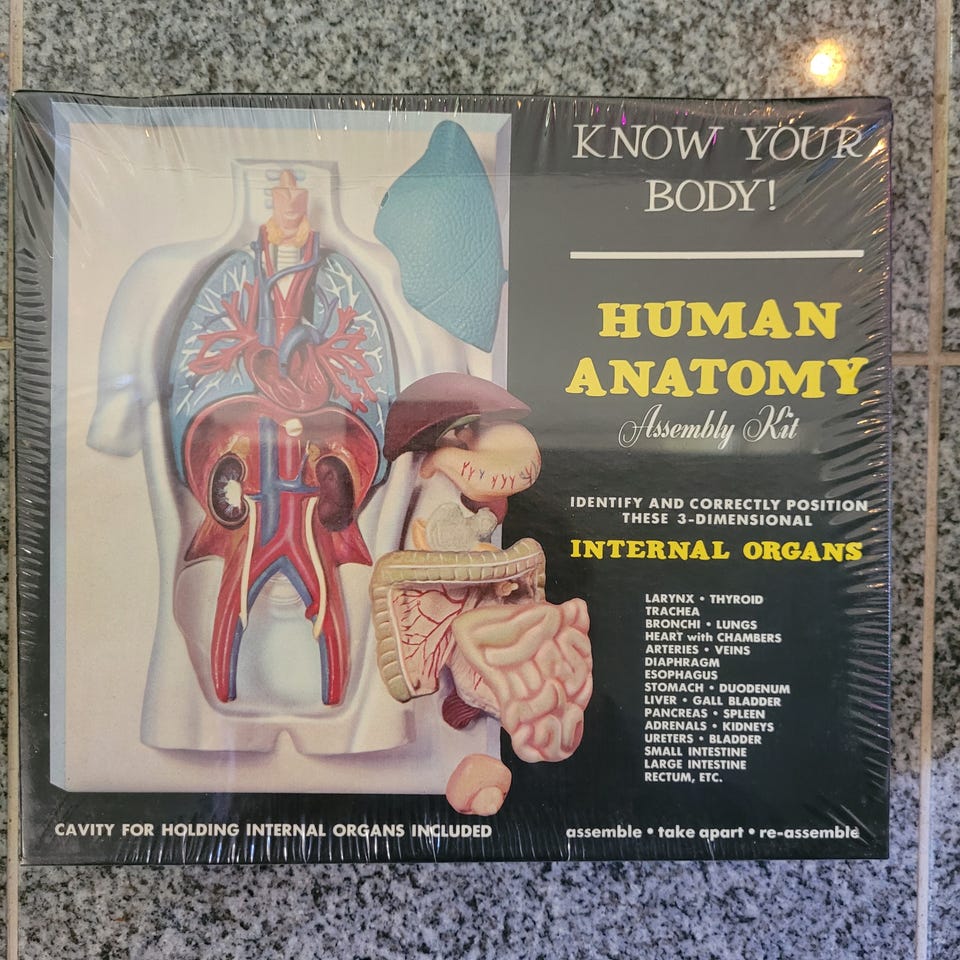 KNOW YOUR
BODY!
HUMAN
ANATOMY
Assembly Kit
IDENTIFY AND CORRECTLY POSITION
THESE 3-DIMENSIONAL
INTERNAL ORGANS
LARYNX • THYROID
TRACHEA
BRONCHI • LUNGS
HEART with CHAMBERS
ARTERIES • VEINS
DIAPHRAGM
ESOPHAGUS
STOMACH • DUODENUM
LIVER • GALL BLADDER
PANCREAS • SPLEEN
ADRENALS • KIDNEYS
URETERS • BLADDER
SMALL INTESTINE
LARGE INTESTINE
RECTUM, ETC.
CAVITY FOR HOLDING INTERNAL ORGANS INCLUDED
assemble • take apart • re-assemble